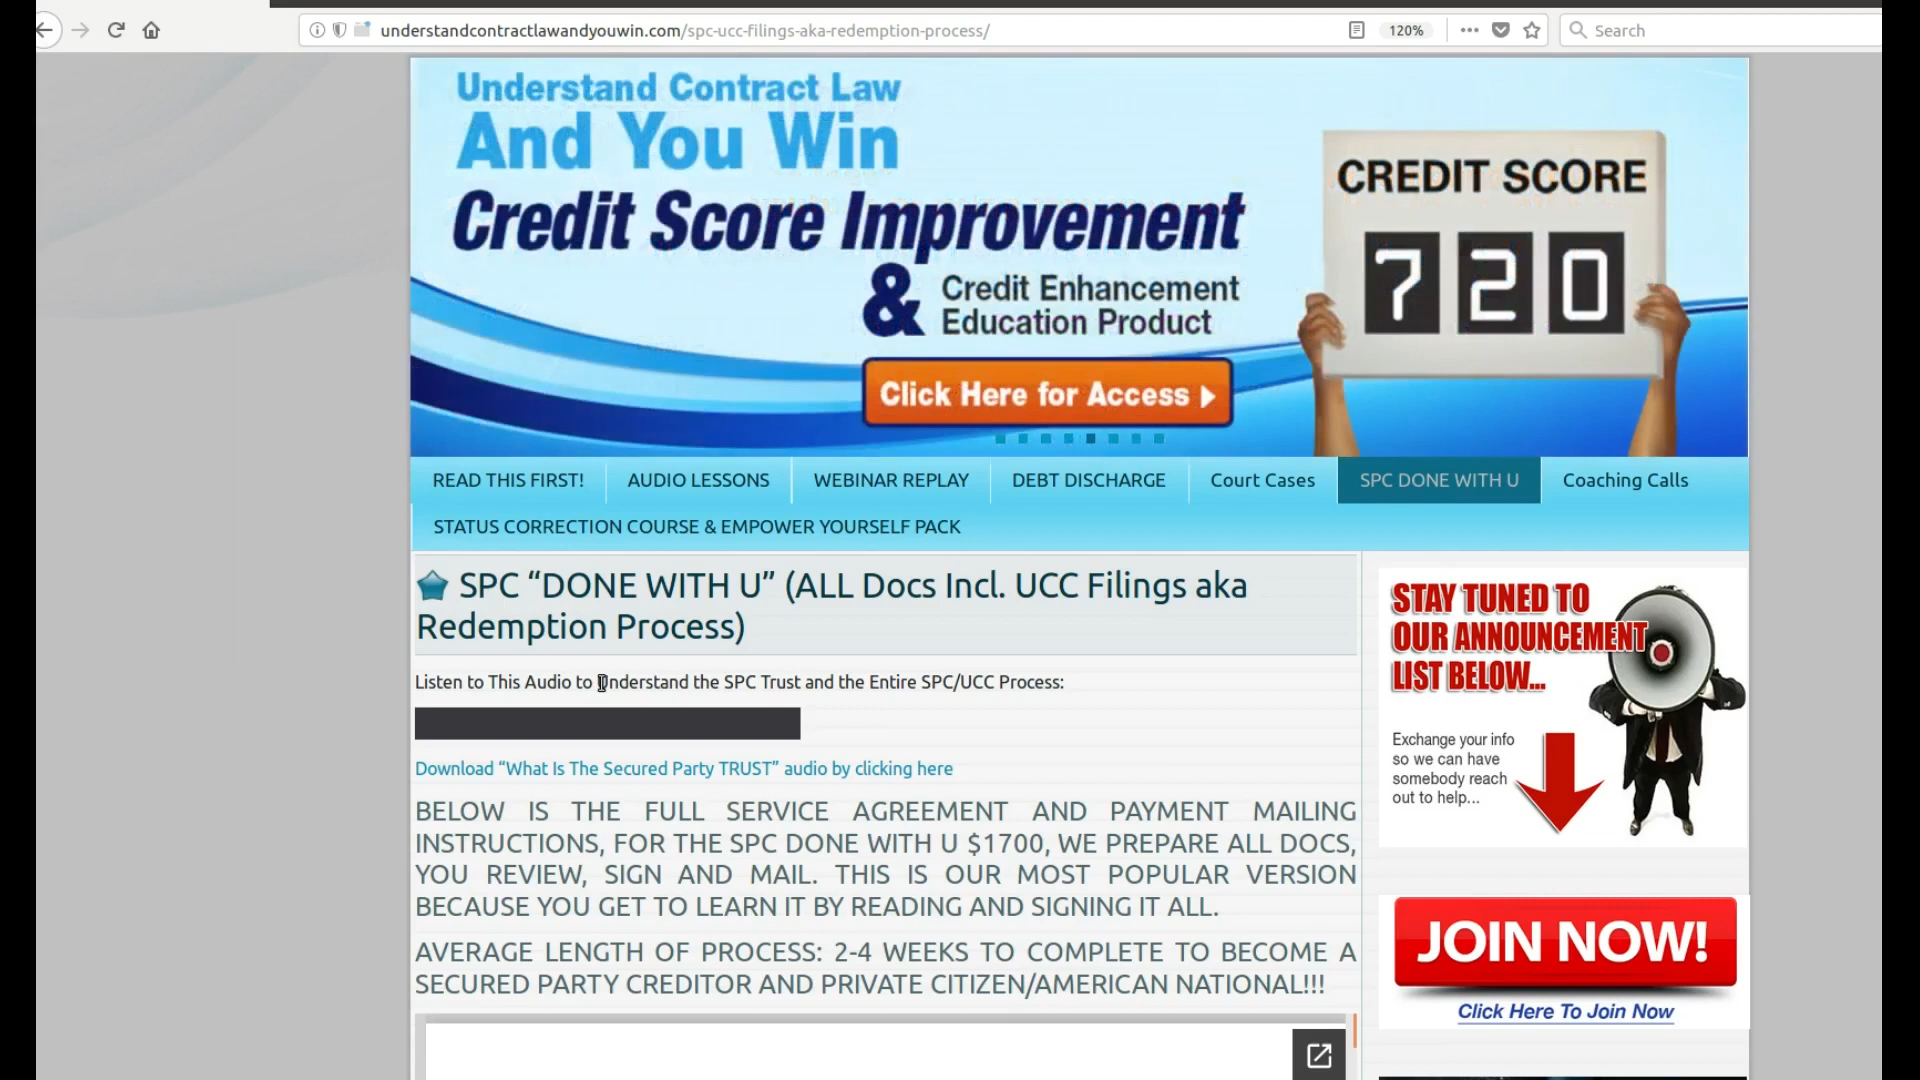 understandcontractlawandyouwin.com/spc-ucc-filings-aka-redemption-process/
120%
Search
Understand Contract Law
And You Win
Credit Score Improvement
& Credit Enhancement
Education Product
Click Here for Access
CREDIT SCORE
720
READ THIS FIRST!
AUDIO LESSONS
WEBINAR REPLAY
DEBT DISCHARGE
Court Cases
SPC DONE WITH U
Coaching Calls
STATUS CORRECTION COURSE & EMPOWER YOURSELF PACK
SPC “DONE WITH U” (ALL Docs Incl. UCC Filings aka
Redemption Process)
Listen to This Audio to Understand the SPC Trust and the Entire SPC/UCC Process:
Download “What Is The Secured Party TRUST” audio by clicking here
BELOW IS THE FULL SERVICE AGREEMENT AND PAYMENT MAILING
INSTRUCTIONS, FOR THE SPC DONE WITH U $1700, WE PREPARE ALL DOCS,
YOU REVIEW, SIGN AND MAIL. THIS IS OUR MOST POPULAR VERSION
BECAUSE YOU GET TO LEARN IT BY READING AND SIGNING IT ALL.
AVERAGE LENGTH OF PROCESS: 2-4 WEEKS TO COMPLETE TO BECOME A
SECURED PARTY CREDITOR AND PRIVATE CITIZEN/AMERICAN NATIONAL!!!
STAY TUNED TO
OUR ANNOUNCEMENT
LIST BELOW...
Exchange your info
so we can have
somebody reach
out to help...
JOIN NOW!
Click Here To Join Now